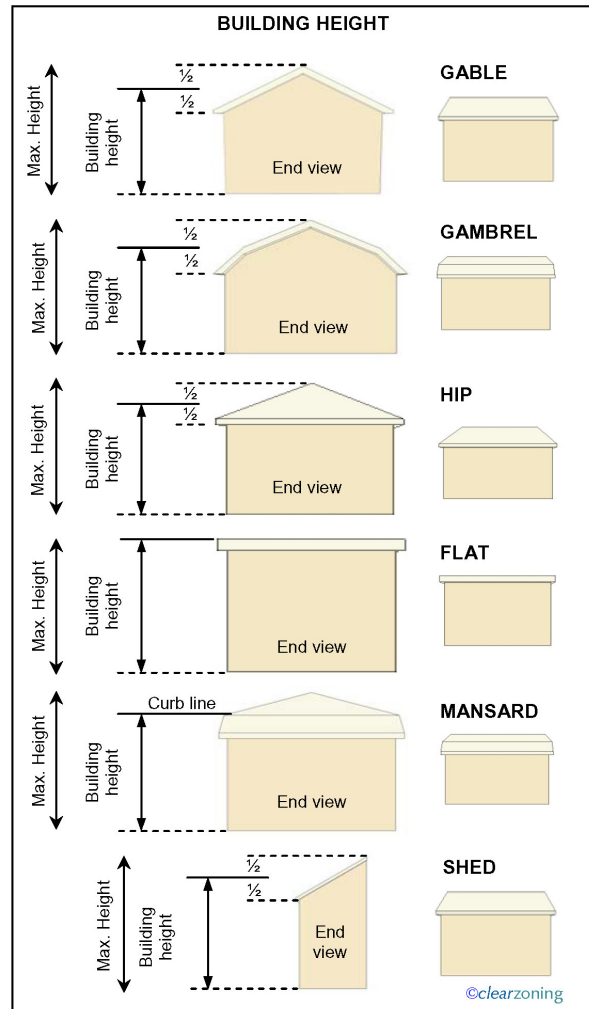 BUILDING HEIGHT
Max. Height
Building
height
½
½
End view
GABLE
Max. Height
Building
height
½
½
End view
GAMBREL
Max. Height
Building
height
½
½
End view
HIP
Max. Height
Building
height
End view
FLAT
Max. Height
Building
height
Curb line
End view
MANSARD
Max. Height
Building
height
½
½
End
view
SHED
©clearzoning